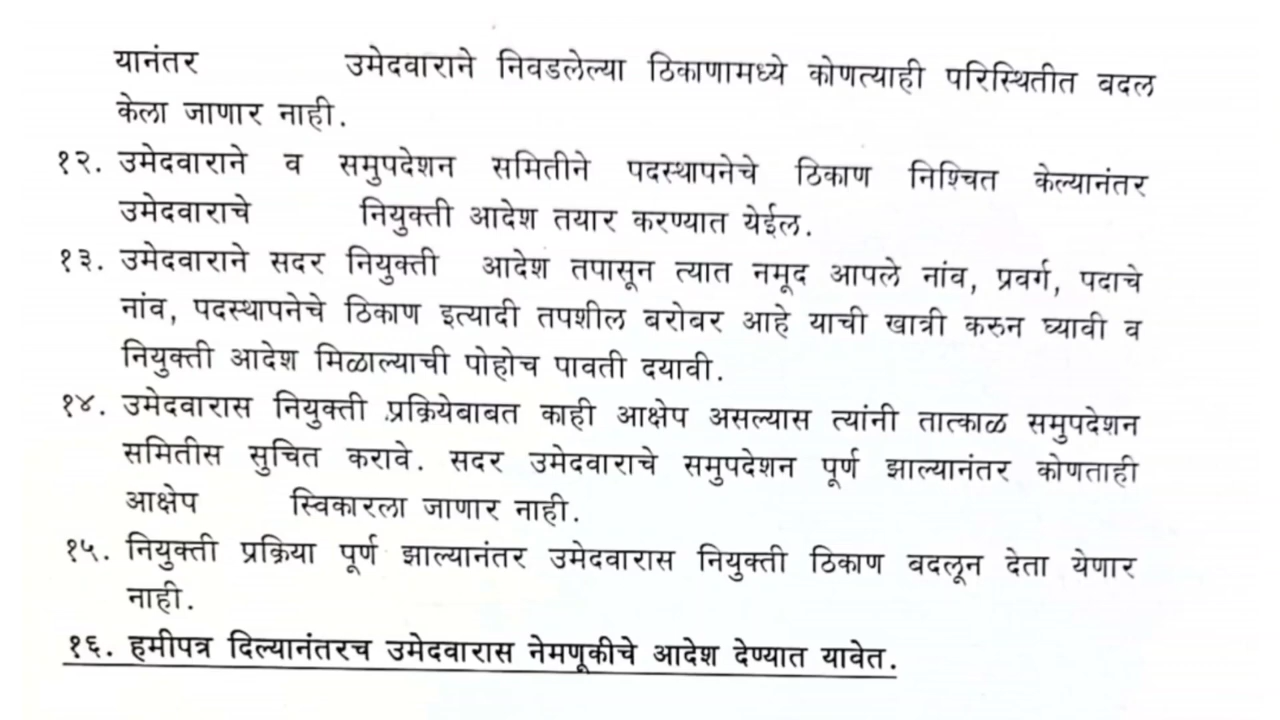 यानंतर उमेदवाराने निवडलेल्या ठिकाणामध्ये कोणत्याही परिस्थितीत बदल
केला जाणार नाही.
१२. उमेदवाराने व समुपदेशन समितीने पदस्थापनेचे ठिकाण निश्चित केल्यानंतर
उमेदवाराचे नियुक्ती आदेश तयार करण्यात येईल.
१३. उमेदवाराने सदर नियुक्ती आदेश तपासून त्यात नमूद आपले नांव, प्रवर्ग, पदाचे
नांव, पदस्थापनेचे ठिकाण इत्यादी तपशील बरोबर आहे याची खात्री करुन घ्यावी व
नियुक्ती आदेश मिळाल्याची पोहोच पावती दयावी.
१४. उमेदवारास नियुक्ती प्रक्रियेबाबत काही आक्षेप असल्यास त्यांनी तात्काळ समुपदेशन
समितीस सुचित करावे. सदर उमेदवाराचे समुपदेशन पूर्ण झाल्यानंतर कोणताही
आक्षेप स्विकारला जाणार नाही.
१५. नियुक्ती प्रक्रिया पूर्ण झाल्यानंतर उमेदवारास नियुक्ती ठिकाण बदलून देता येणार
नाही.
१६. हमीपत्र दिल्यानंतरच उमेदवारास नेमणूकीचे आदेश देण्यात यावेत.